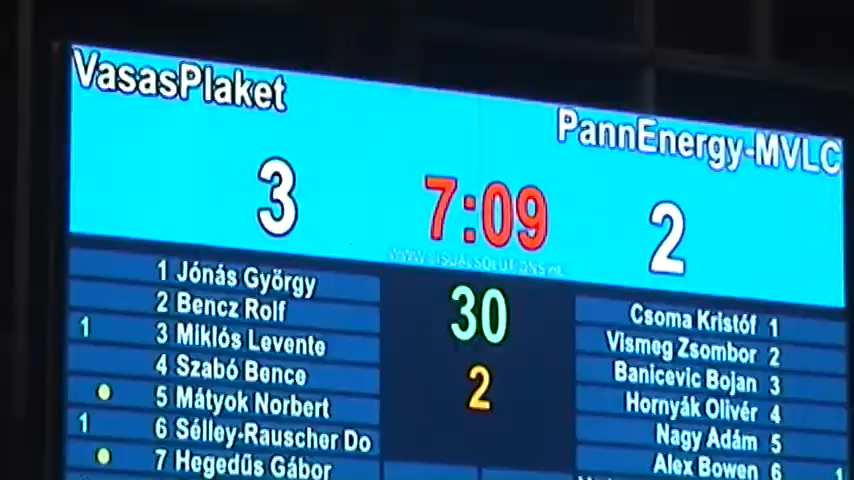 VasasPlaket
PannEnergy-MVLC
3
7:09
2
30
2
1 Jónás György
2 Bencz Rolf
1 3 Miklós Levente
4 Szabó Bence
5 Mátyok Norbert
1 6 Sélley-Rauscher Do
7 Hegedűs Gábor
Csoma Kristóf 1
Vismeg Zsombor 2
Banicevic Bojan 3
Hornyák Olivér 4
Nagy Adám 5
Alex Bowen 6 1